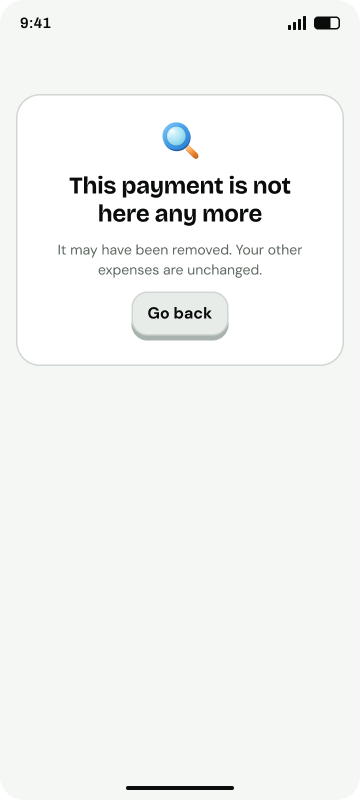 9:41
This payment is not
here any more
It may have been removed. Your other
expenses are unchanged.
Go back